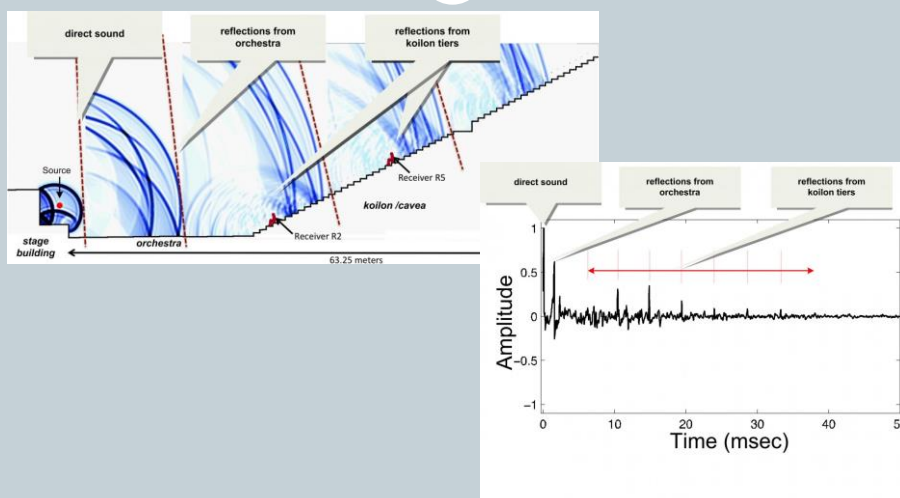 direct sound
reflections from
orchestra
reflections from
koilon tiers
Source
Receiver R5
koilon /cavea
Receiver R2
stage
building
orchestra
63.25 meters
direct sound
reflections from
orchestra
reflections from
koilon tiers
Amplitude
1
0.5
0
−0.5
−1
0
10
20
30
40
Time (msec)